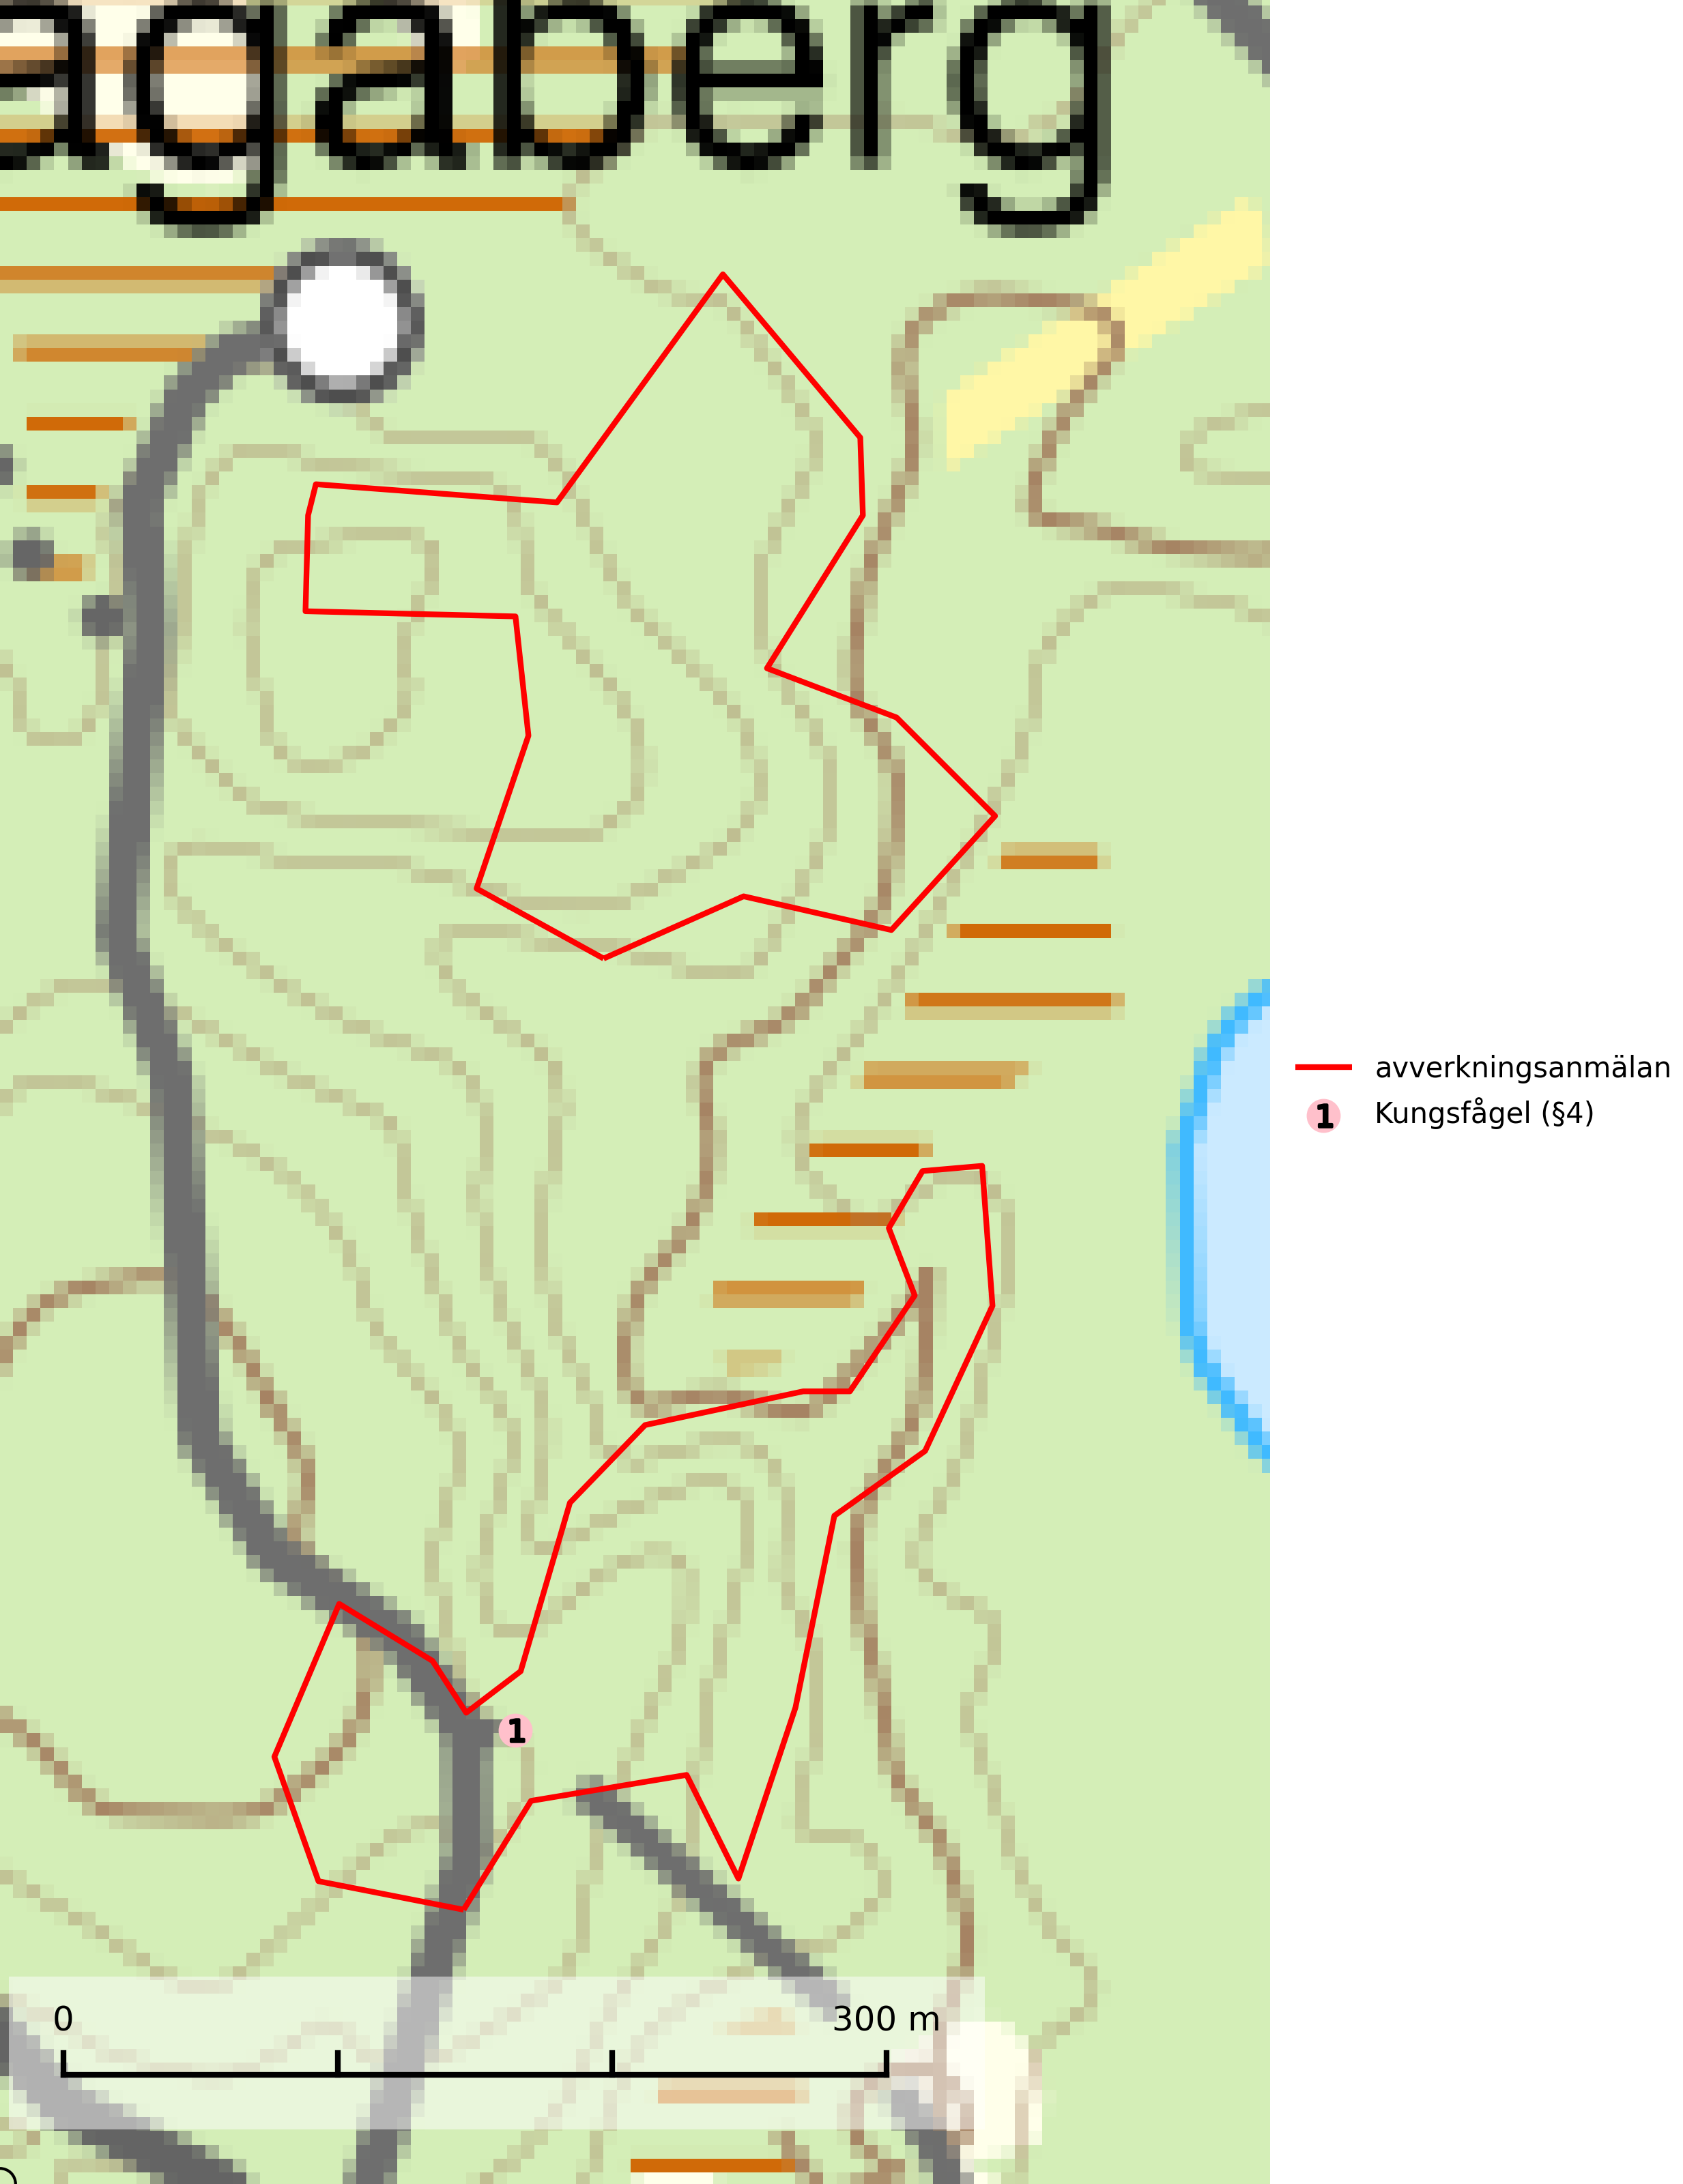 agaberg
avverkningsanmälan
1 Kungsfågel (§4)
1
0 300 m